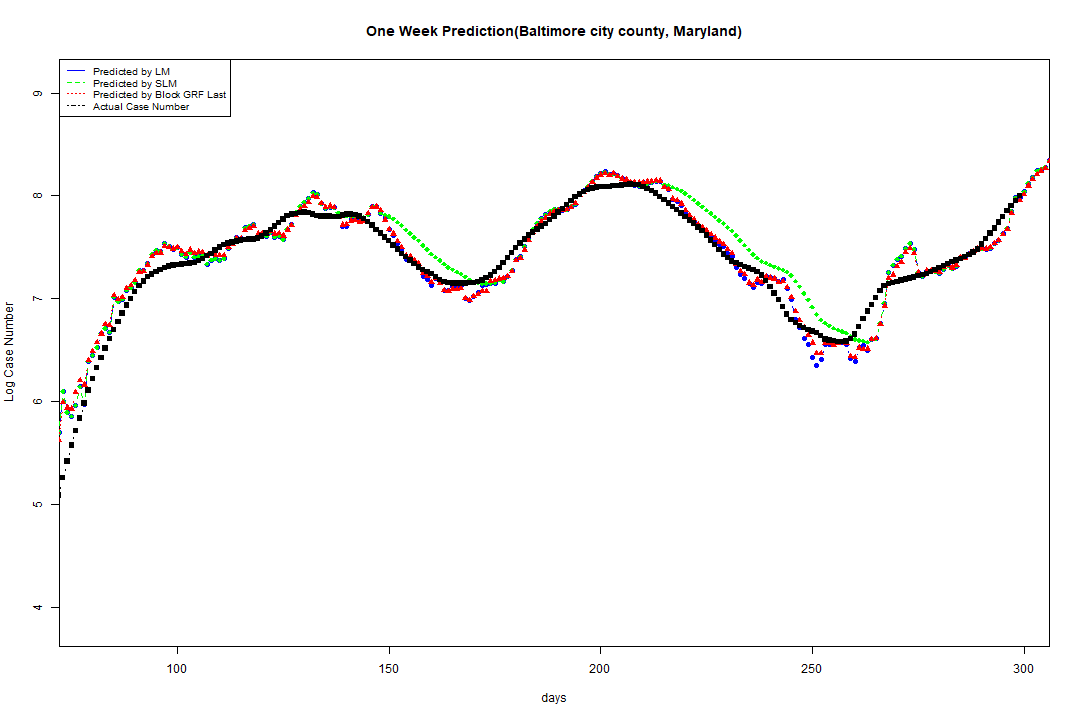 One Week Prediction(Baltimore city county, Maryland)
Predicted by LM
Predicted by SLM
Predicted by Block GRF Last
Actual Case Number
9
8
7
6
5
4
Log Case Number
100 150 200 250 300
days